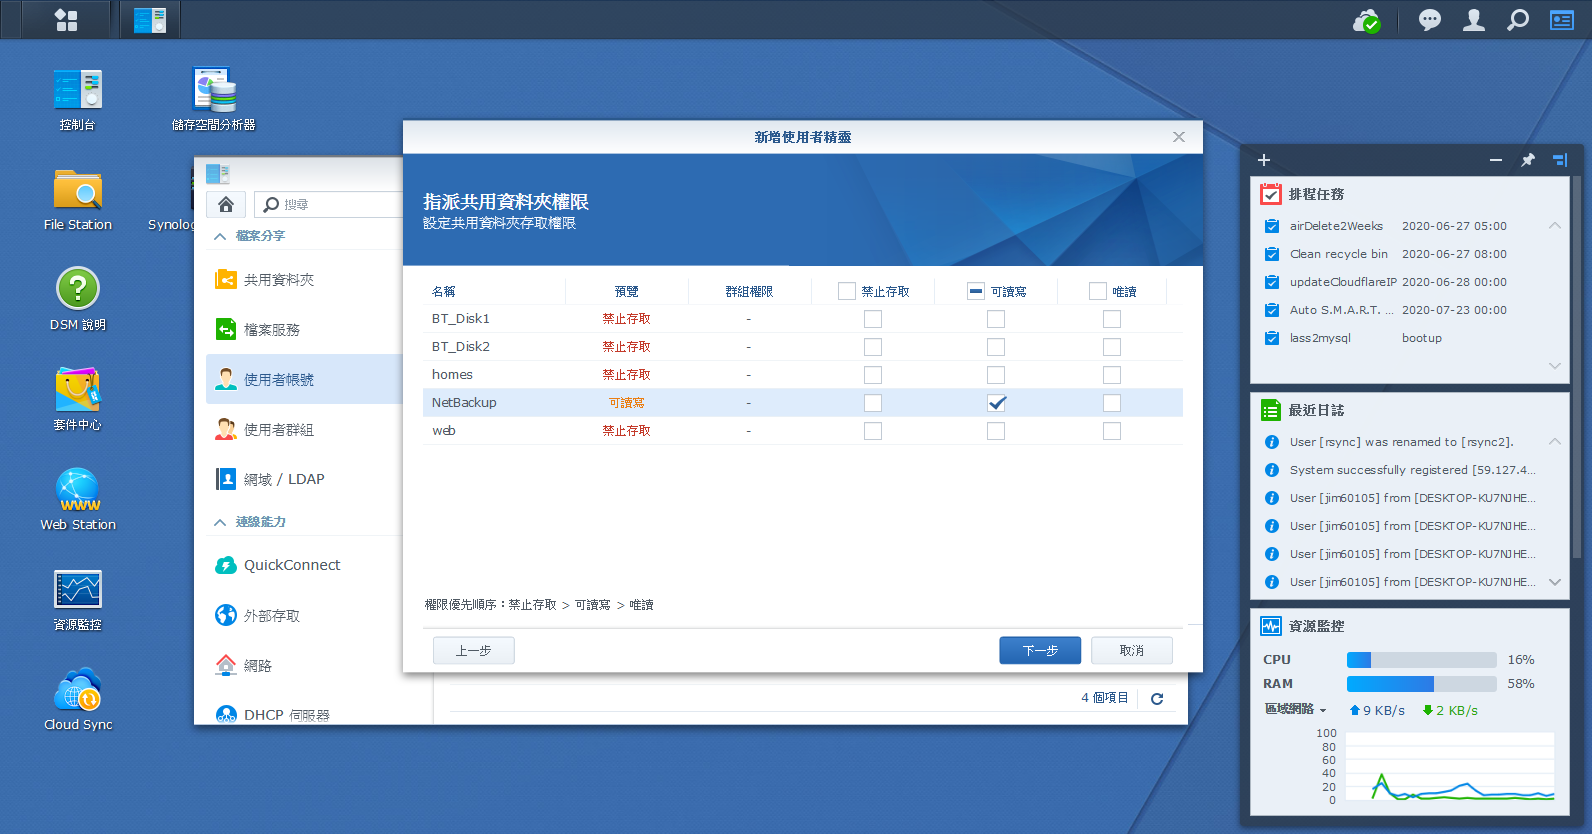 控制台
儲存空間分析器
File Station
Synolog
DSM 說明
套件中心
Web Station
資源監控
Cloud Sync
搜尋
檔案分享
共用資料夾
檔案服務
使用者帳號
使用者群組
網域 / LDAP
連線能力
QuickConnect
外部存取
網路
DHCP 伺服器
4 個項目
新增使用者精靈
指派共用資料夾權限
設定共用資料夾存取權限
名稱 預覽 群組權限 禁止存取 可讀寫 唯讀
BT_Disk1 禁止存取 -
BT_Disk2 禁止存取 -
homes 禁止存取 -
NetBackup 可讀寫 -
web 禁止存取 -
權限優先順序：禁止存取 > 可讀寫 > 唯讀
上一步 下一步 取消
排程任務
airDelete2Weeks 2020-06-27 05:00
Clean recycle bin 2020-06-27 08:00
updateCloudflareIP 2020-06-28 00:00
Auto S.M.A.R.T. ... 2020-07-23 00:00
lass2mysql bootup
最近日誌
User [rsync] was renamed to [rsync2].
System successfully registered [59.127.4...
User [jim60105] from [DESKTOP-KU7NJHE...
User [jim60105] from [DESKTOP-KU7NJHE...
User [jim60105] from [DESKTOP-KU7NJHE...
User [jim60105] from [DESKTOP-KU7NJHE...
資源監控
CPU 16%
RAM 58%
區域網路 9 KB/s 2 KB/s
100
80
60
40
20
0